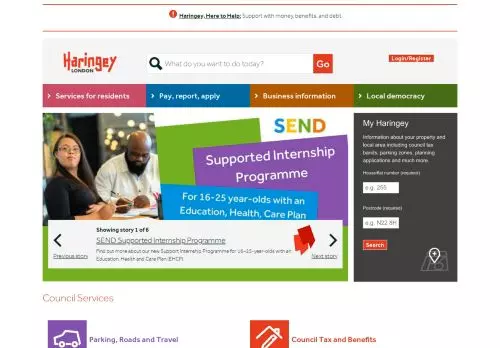 Haringey, Here to Help: Support with money, benefits, and debt.
Haringey
LONDON
What do you want to do today?
Go
Login/Register
Services for residents
Pay, report, apply
Business information
Local democracy
SEND
Supported Internship
Programme
For 16-25 year-olds with an
Education, Health, Care Plan
Showing story 1 of 6
SEND Supported Internship Programme
Find out more about our new Support Internship Programme for 16-25-year-olds with an
Education, Health and Care Plan (EHCP).
Previous story
Next story
My Haringey
Information about your property and
local area including council tax
bands, parking zones, planning
applications and much more.
House/flat number (required)
e.g. 255
Postcode (required)
e.g. N22 8H
Search
Council Services
Parking, Roads and Travel
Council Tax and Benefits